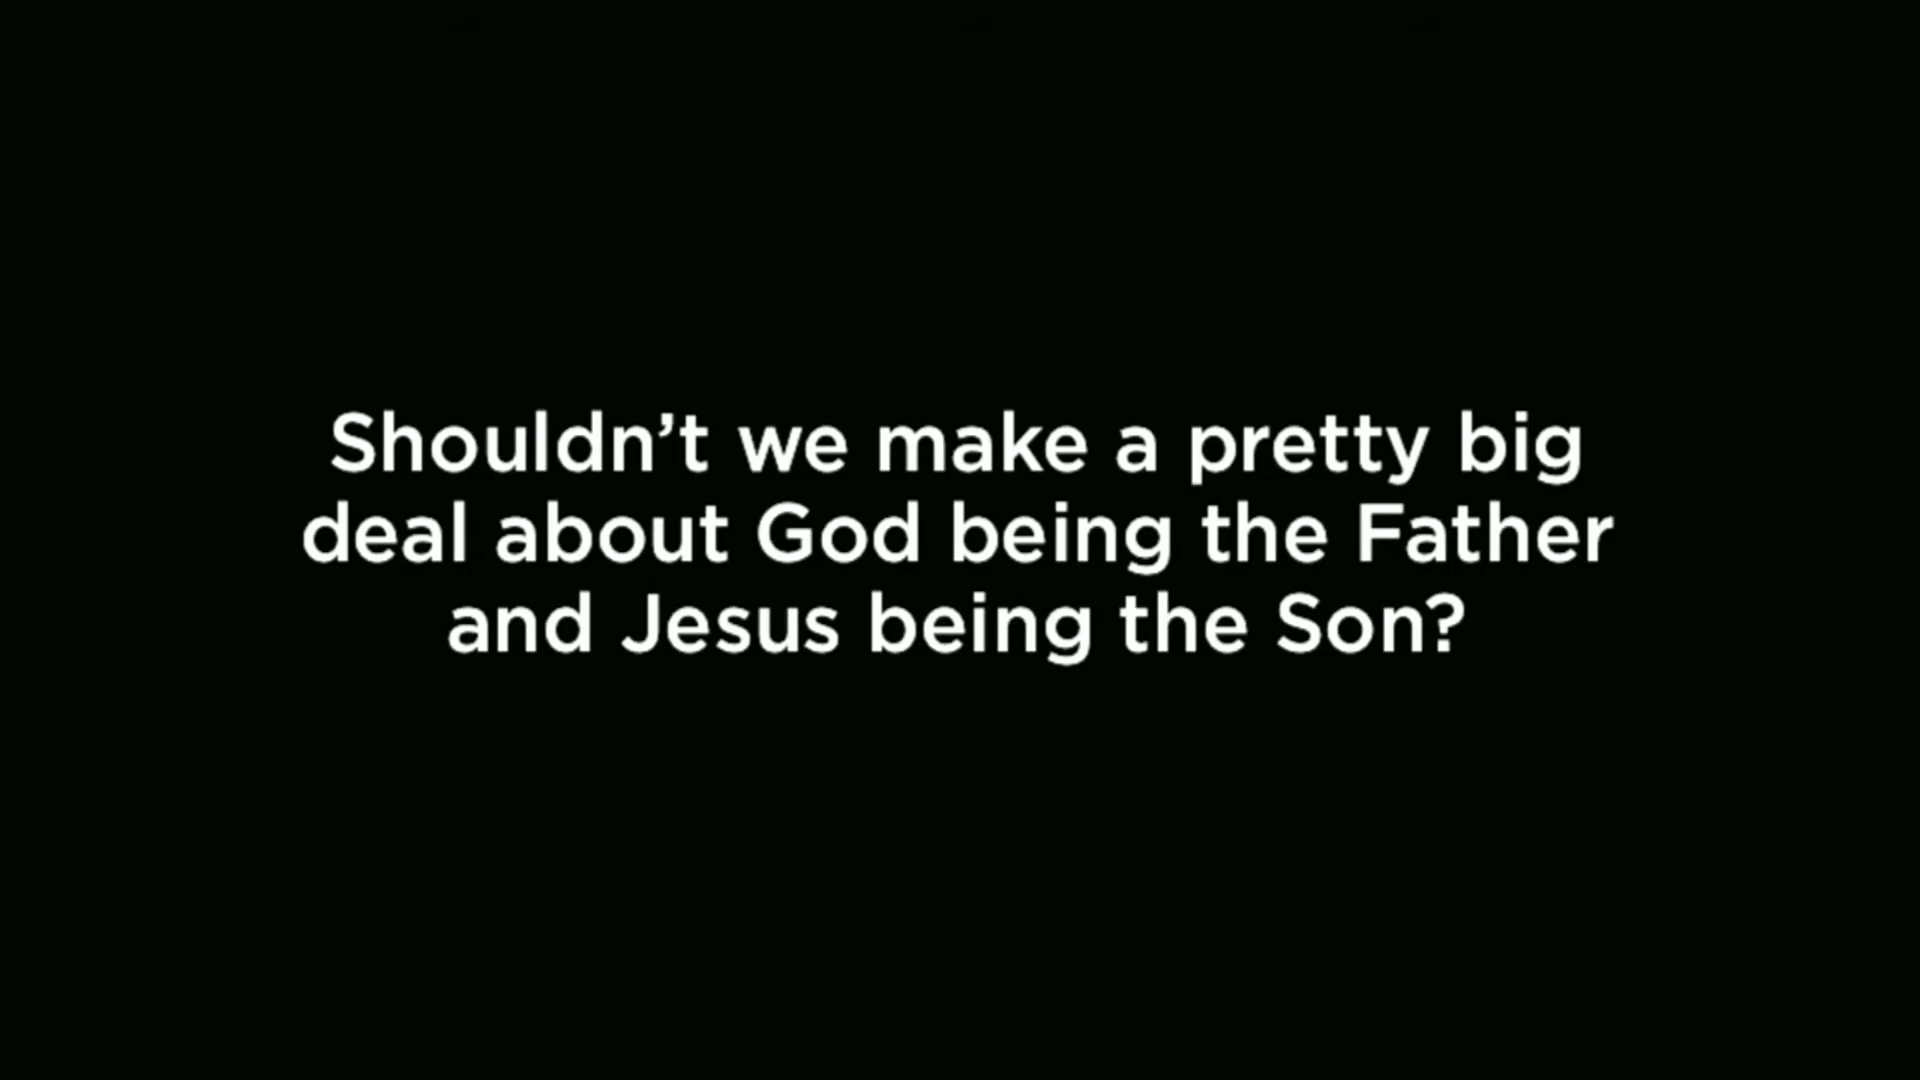 Shouldn’t we make a pretty big
deal about God being the Father
and Jesus being the Son?